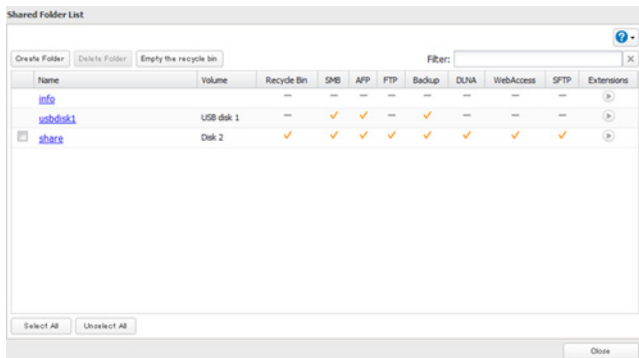 Shared Folder List
?
Create Folder Delete Folder Empty the recycle bin Filter:
Name Volume Recycle Bin SMB AFP FTP Backup DLNA WebAccess SFTP Extensions
info
usbdisk1 USB disk 1
share Disk 2
Select All Unselect All
Close